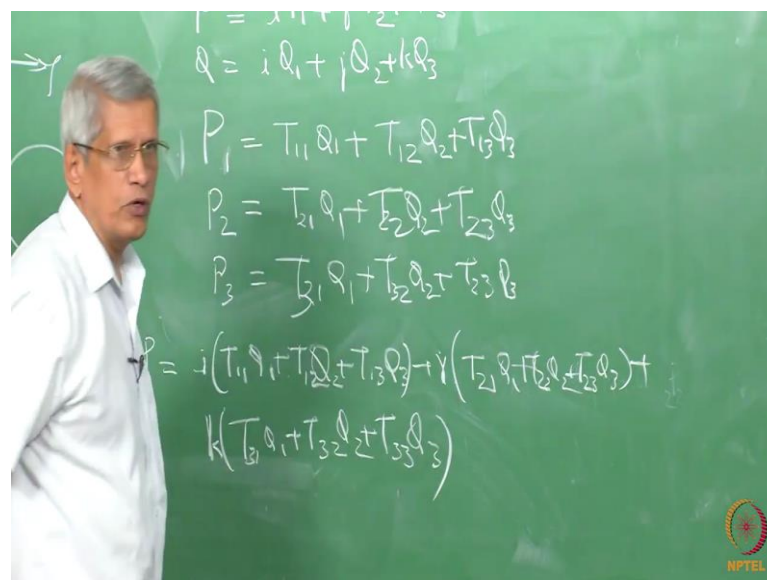 Q = iQ₁ + jQ₂ + kQ₃
P₁ = T₁₁Q₁ + T₁₂Q₂ + T₁₃Q₃
P₂ = T₂₁Q₁ + T₂₂Q₂ + T₂₃Q₃
P₃ = T₃₁Q₁ + T₃₂Q₂ + T₂₃Q₃
P = i(T₁₁Q₁ + T₁₂Q₂ + T₁₃Q₃) + j(T₂₁Q₁ + T₂₂Q₂ + T₂₃Q₃) +
k(T₃₁Q₁ + T₃₂Q₂ + T₃₃Q₃)
NPTEL